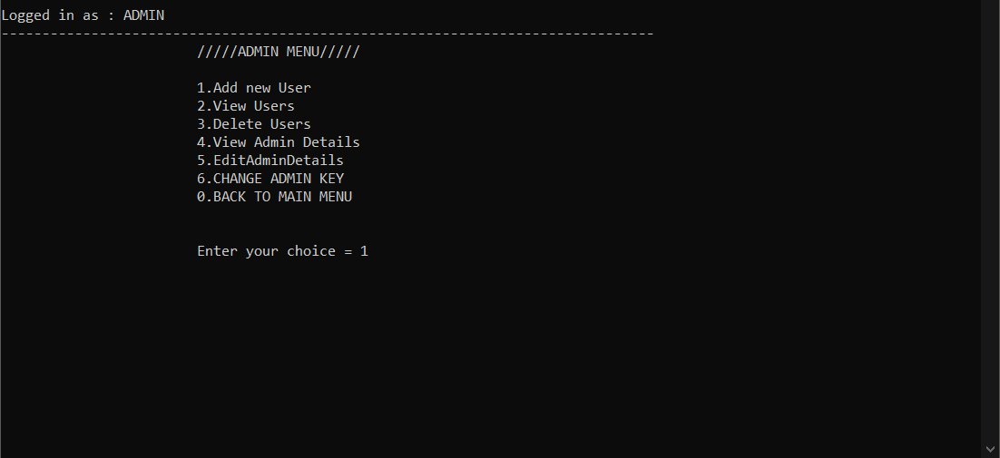 Logged in as : ADMIN
--------------------------------------------------------------------------------
/////ADMIN MENU/////
1.Add new User
2.View Users
3.Delete Users
4.View Admin Details
5.EditAdminDetails
6.CHANGE ADMIN KEY
0.BACK TO MAIN MENU
Enter your choice = 1